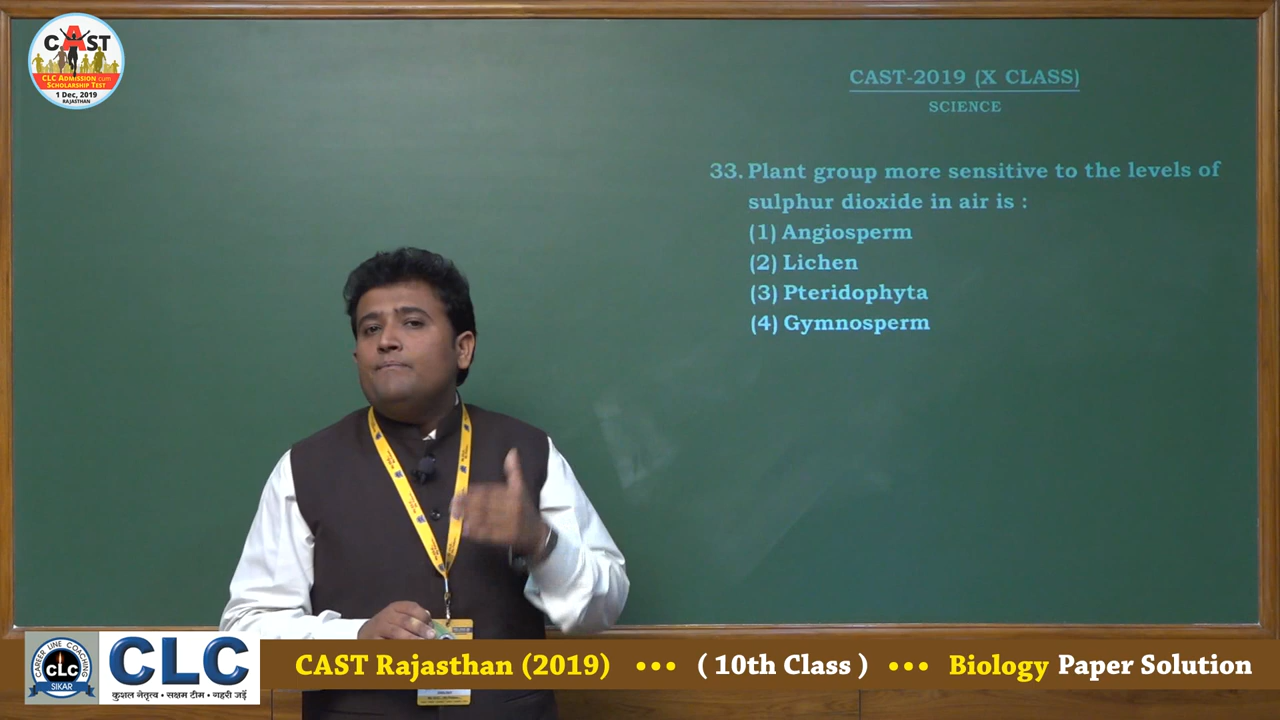 CAST
CLC ADMISSION cum
SCHOLARSHIP TEST
1 Dec, 2019
RAJASTHAN
CAST-2019 (X CLASS)
SCIENCE
33. Plant group more sensitive to the levels of
sulphur dioxide in air is :
(1) Angiosperm
(2) Lichen
(3) Pteridophyta
(4) Gymnosperm
CAREER LINE COACHING
CLC
SIKAR
CLC
कुशल नेतृत्व • सक्षम टीम • गहरी जड़ें
CAST Rajasthan (2019) ••• ( 10th Class ) ••• Biology Paper Solution